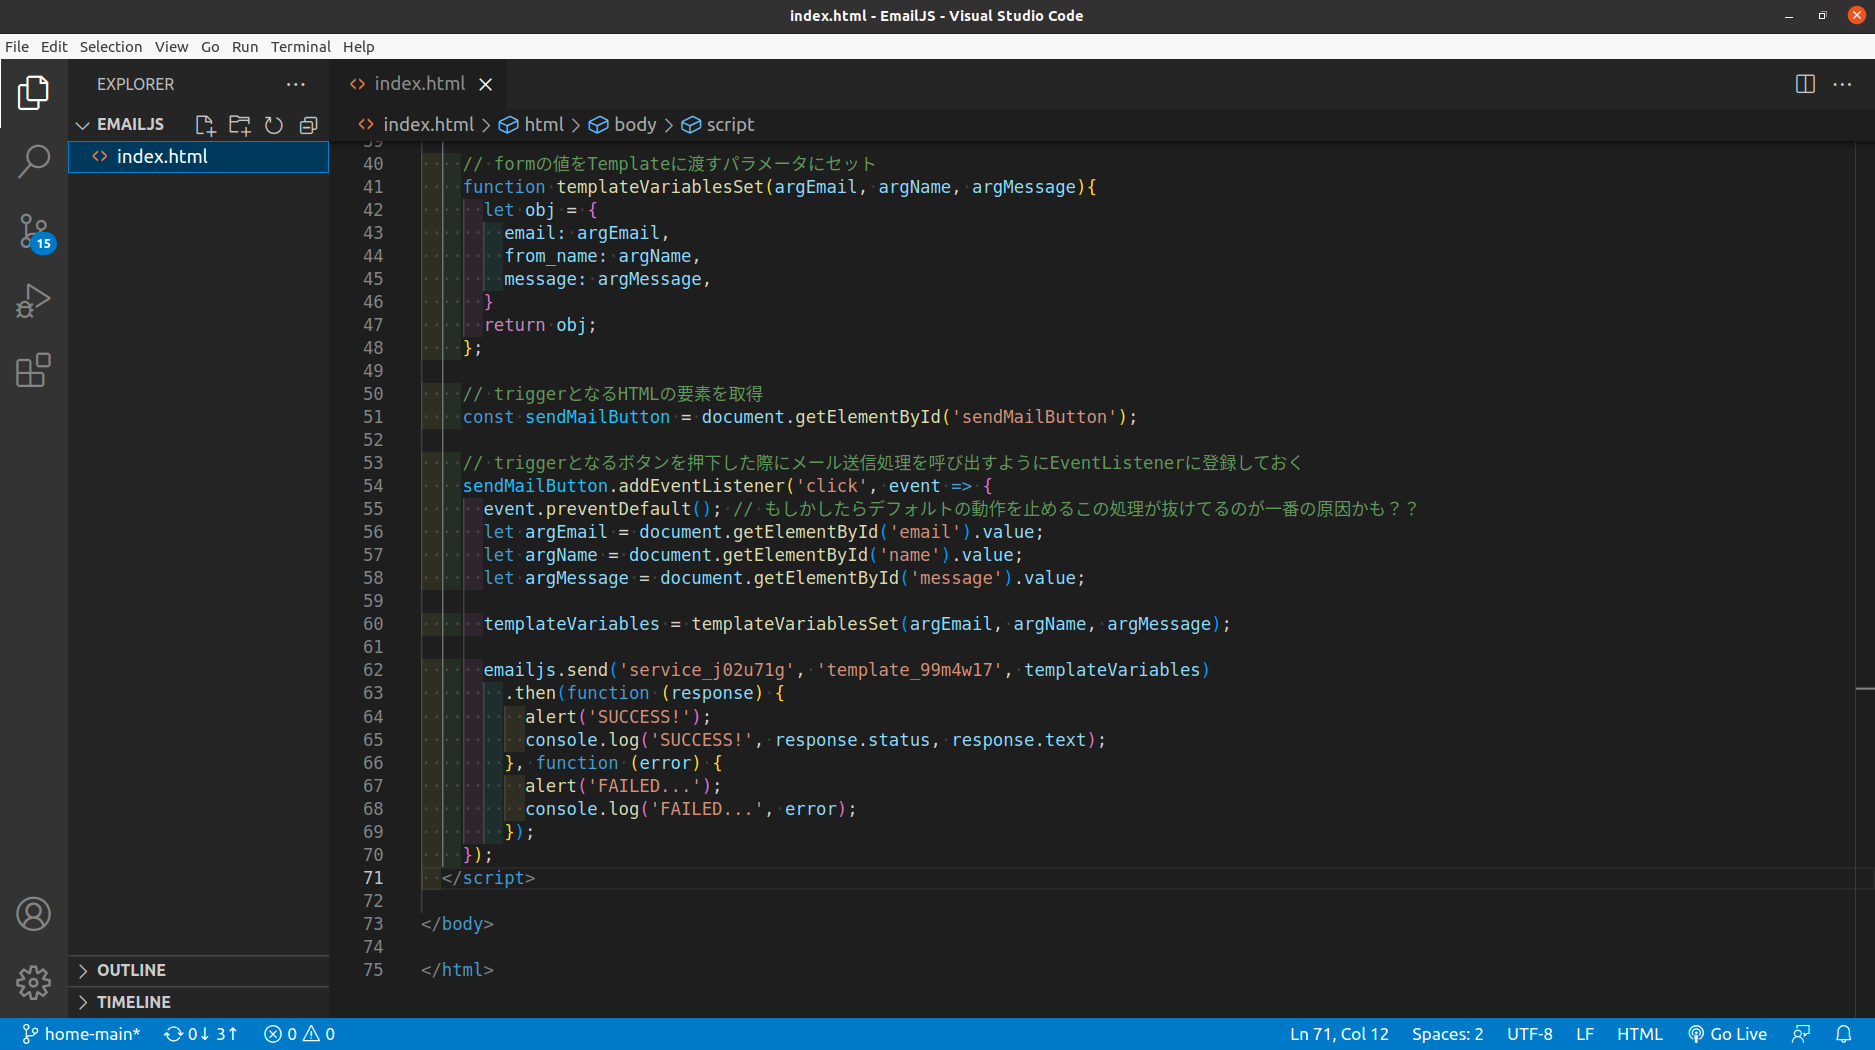 index.html - EmailJS - Visual Studio Code
File Edit Selection View Go Run Terminal Help
EXPLORER
EMAILJS
index.html
15
OUTLINE
TIMELINE
index.html
index.html > html > body > script
39
40 // formの値をTemplateに渡すパラメータにセット
41 function templateVariablesSet(argEmail, argName, argMessage){
42 let obj = {
43 email: argEmail,
44 from_name: argName,
45 message: argMessage,
46 }
47 return obj;
48 };
49
50 // triggerとなるHTMLの要素を取得
51 const sendMailButton = document.getElementById('sendMailButton');
52
53 // triggerとなるボタンを押下した際にメール送信処理を呼び出すようにEventListenerに登録しておく
54 sendMailButton.addEventListener('click', event => {
55 event.preventDefault(); // もしかしたらデフォルトの動作を止めるこの処理が抜けてるのが一番の原因かも？？
56 let argEmail = document.getElementById('email').value;
57 let argName = document.getElementById('name').value;
58 let argMessage = document.getElementById('message').value;
59
60 templateVariables = templateVariablesSet(argEmail, argName, argMessage);
61
62 emailjs.send('service_j02u71g', 'template_99m4w17', templateVariables)
63 .then(function (response) {
64 alert('SUCCESS!');
65 console.log('SUCCESS!', response.status, response.text);
66 }, function (error) {
67 alert('FAILED...');
68 console.log('FAILED...', error);
69 });
70 });
71 </script>
72
73 </body>
74
75 </html>
home-main* 0↓ 3↑ 0 0 Ln 71, Col 12 Spaces: 2 UTF-8 LF HTML Go Live